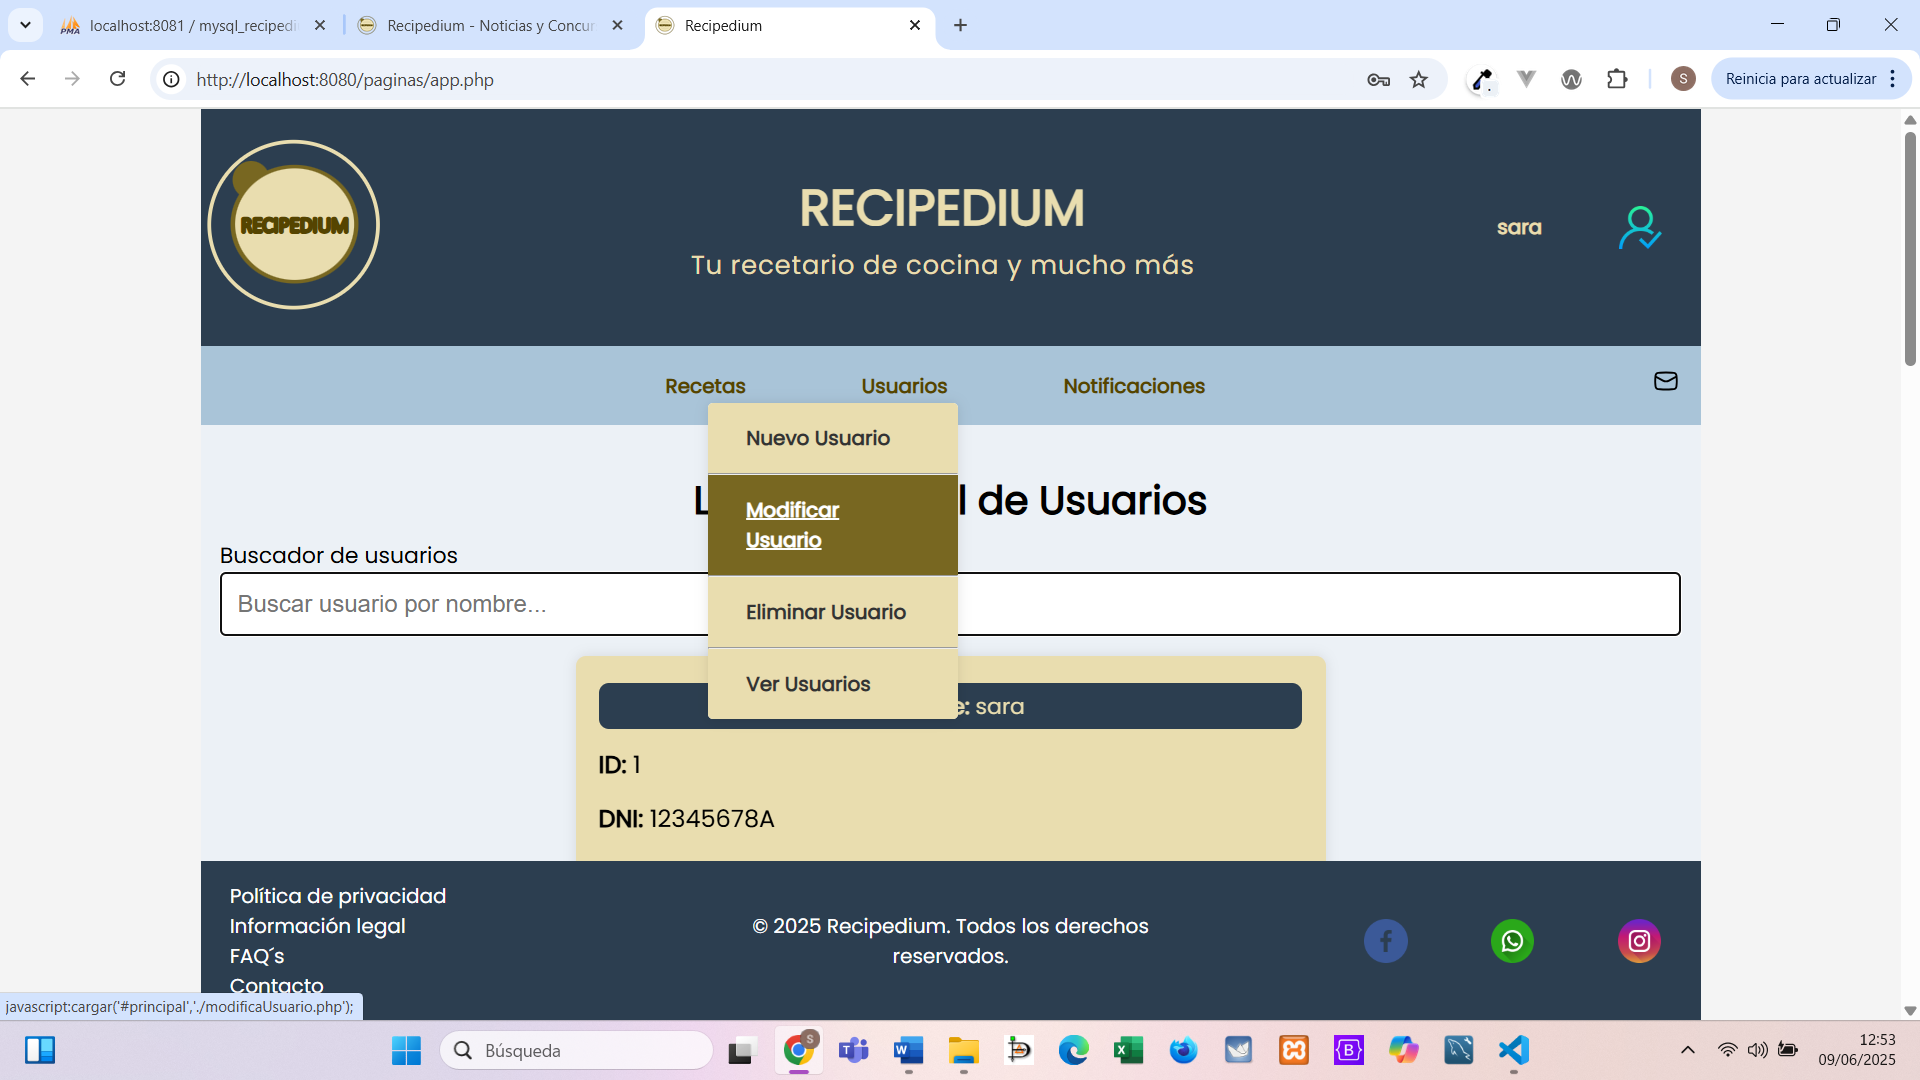 localhost:8081 / mysql_recipedi
Recipedium - Noticias y Concur
Recipedium
http://localhost:8080/paginas/app.php
S
Reinicia para actualizar
RECIPEDIUM
RECIPEDIUM
Tu recetario de cocina y mucho más
sara
Recetas
Usuarios
Notificaciones
Nuevo Usuario
Modificar
Usuario
Eliminar Usuario
Ver Usuarios
L
l de Usuarios
Buscador de usuarios
Buscar usuario por nombre...
e: sara
ID: 1
DNI: 12345678A
Política de privacidad
Información legal
FAQ´s
Contacto
© 2025 Recipedium. Todos los derechos
reservados.
javascript:cargar('#principal','./modificaUsuario.php');
Búsqueda
12:53
09/06/2025